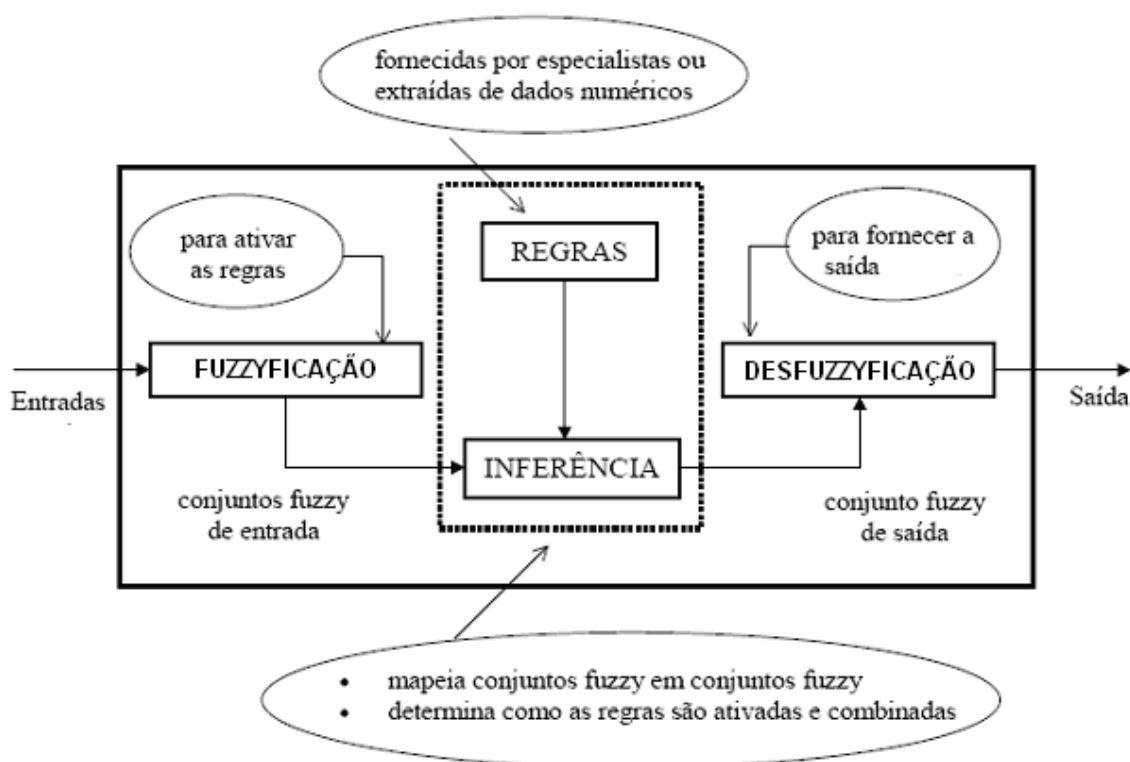 fornecidas por especialistas ou
extraídas de dados numéricos
para ativar
as regras
REGRAS
para fornecer a
saída
FUZZYFICAÇÃO
DESFUZZYFICAÇÃO
Entradas
Saída
INFERÊNCIA
conjuntos fuzzy
de entrada
conjunto fuzzy
de saída
• mapeia conjuntos fuzzy em conjuntos fuzzy
• determina como as regras são ativadas e combinadas